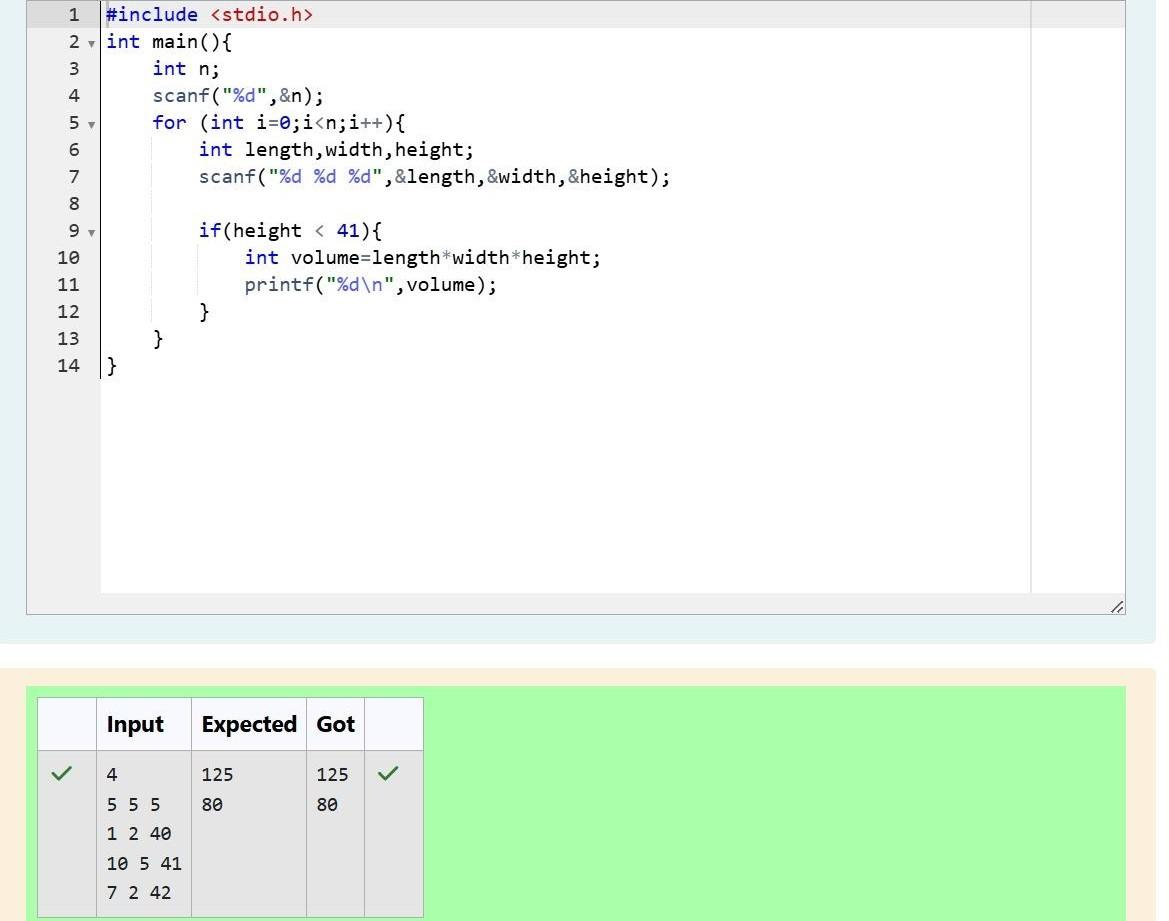 1 #include <stdio.h>
2 int main(){
3     int n;
4     scanf("%d",&n);
5     for (int i=0;i<n;i++){
6         int length,width,height;
7         scanf("%d %d %d",&length,&width,&height);
8
9         if(height < 41){
10             int volume=length*width*height;
11             printf("%d\n",volume);
12         }
13     }
14 }
Input Expected Got
4 125 125
5 5 5 80 80
1 2 40
10 5 41
7 2 42